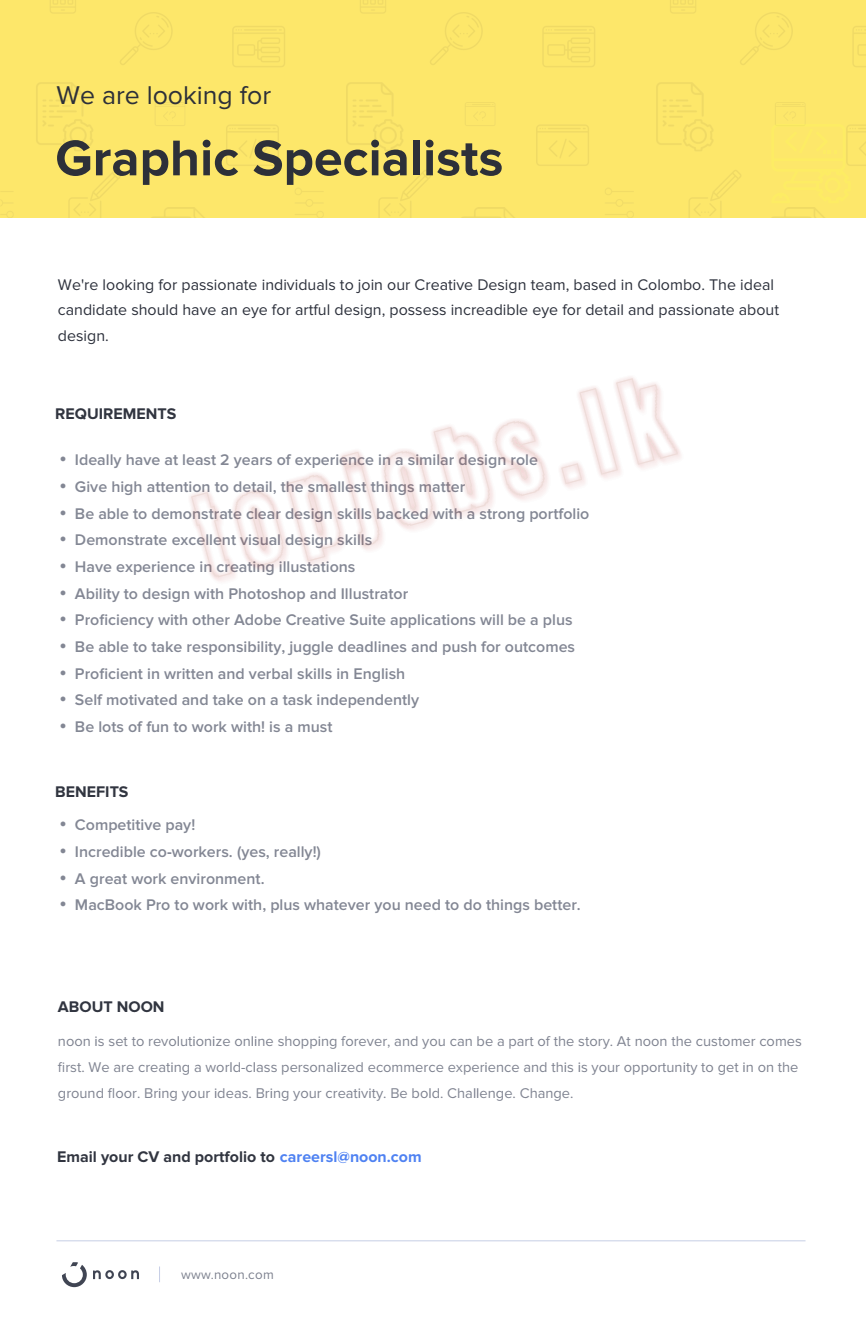 We are looking for
Graphic Specialists
We're looking for passionate individuals to join our Creative Design team, based in Colombo. The ideal
candidate should have an eye for artful design, possess increadible eye for detail and passionate about
design.
REQUIREMENTS
• Ideally have at least 2 years of experience in a similar design role
• Give high attention to detail, the smallest things matter
• Be able to demonstrate clear design skills backed with a strong portfolio
• Demonstrate excellent visual design skills
• Have experience in creating illustations
• Ability to design with Photoshop and Illustrator
• Proficiency with other Adobe Creative Suite applications will be a plus
• Be able to take responsibility, juggle deadlines and push for outcomes
• Proficient in written and verbal skills in English
• Self motivated and take on a task independently
• Be lots of fun to work with! is a must
topjobs.lk
BENEFITS
• Competitive pay!
• Incredible co-workers. (yes, really!)
• A great work environment.
• MacBook Pro to work with, plus whatever you need to do things better.
ABOUT NOON
noon is set to revolutionize online shopping forever, and you can be a part of the story. At noon the customer comes
first. We are creating a world-class personalized ecommerce experience and this is your opportunity to get in on the
ground floor. Bring your ideas. Bring your creativity. Be bold. Challenge. Change.
Email your CV and portfolio to careersl@noon.com
noon | www.noon.com